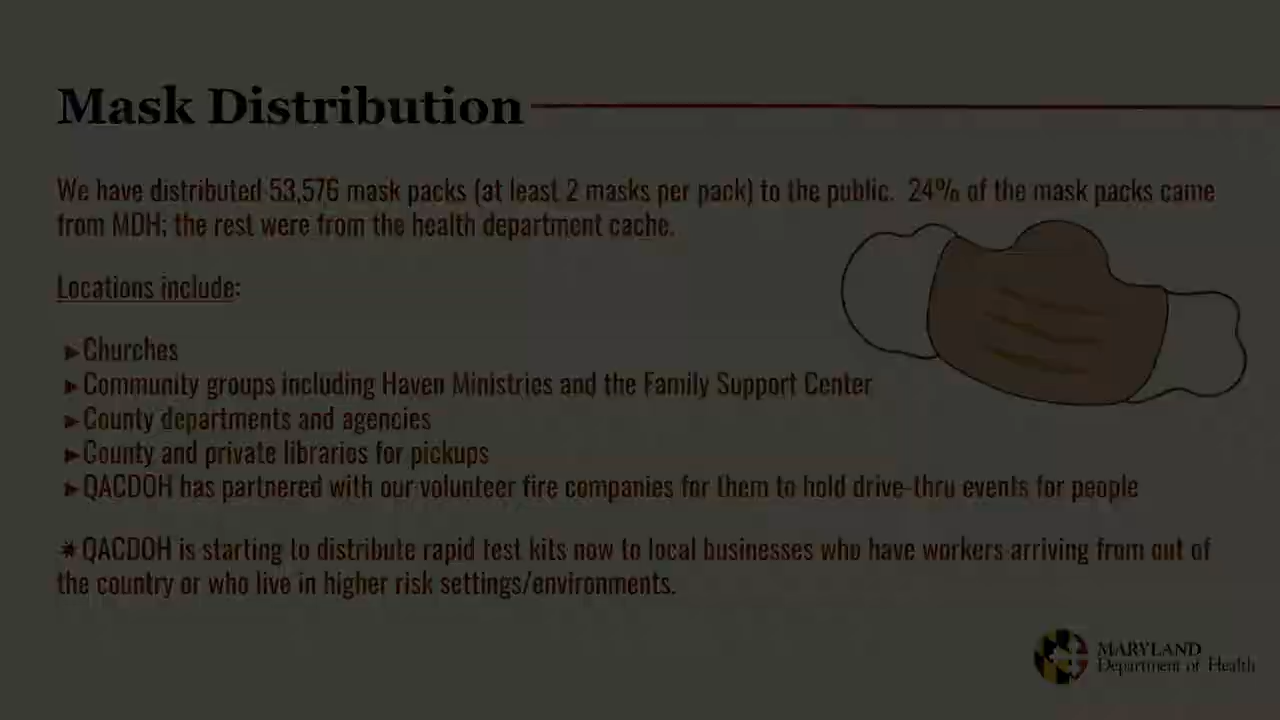 Mask Distribution
We have distributed 53,576 mask packs (at least 2 masks per pack) to the public. 24% of the mask packs came
from MDH; the rest were from the health department cache.
Locations include:
►Churches
►Community groups including Haven Ministries and the Family Support Center
►County departments and agencies
►County and private libraries for pickups
►QACDOH has partnered with our volunteer fire companies for them to hold drive-thru events for people
✷QACDOH is starting to distribute rapid test kits now to local businesses who have workers arriving from out of
the country or who live in higher risk settings/environments.
MARYLAND
Department of Health